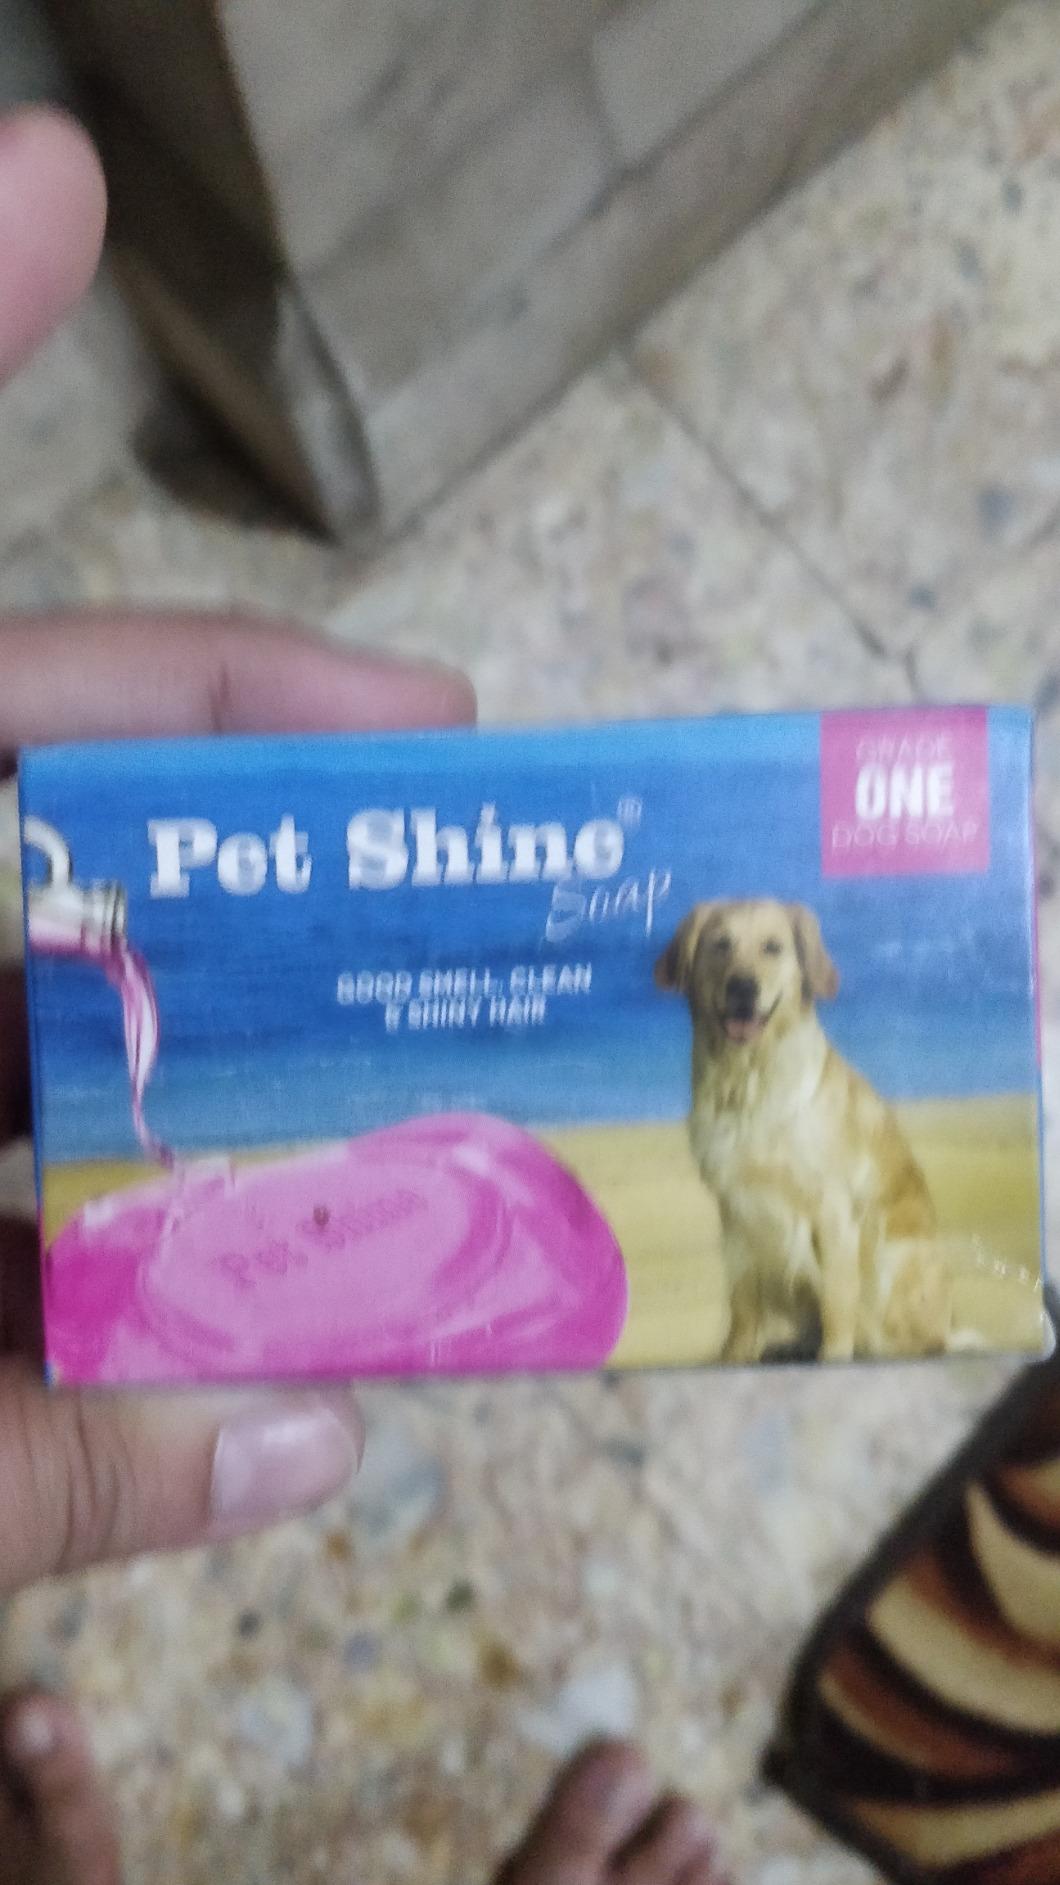 GRADE
ONE
DOG SOAP
Pet Shine®
Soap
GOOD SMELL, CLEAN
& SHINY HAIR
Pet Shine